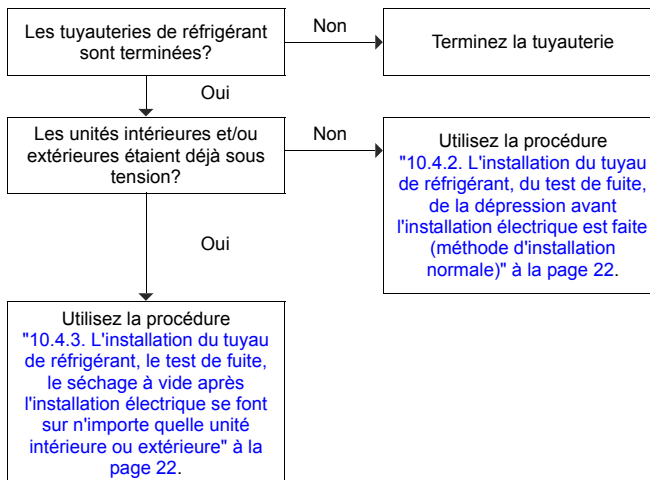 Les tuyauteries de réfrigérant
sont terminées?
Non
Terminez la tuyauterie
Oui
Les unités intérieures et/ou
extérieures étaient déjà sous
tension?
Non
Utilisez la procédure
"10.4.2. L'installation du tuyau
de réfrigérant, du test de fuite,
de la dépression avant
l'installation électrique est faite
(méthode d'installation
normale)" à la page 22.
Oui
Utilisez la procédure
"10.4.3. L'installation du tuyau
de réfrigérant, le test de fuite,
le séchage à vide après
l'installation électrique se font
sur n'importe quelle unité
intérieure ou extérieure" à la
page 22.